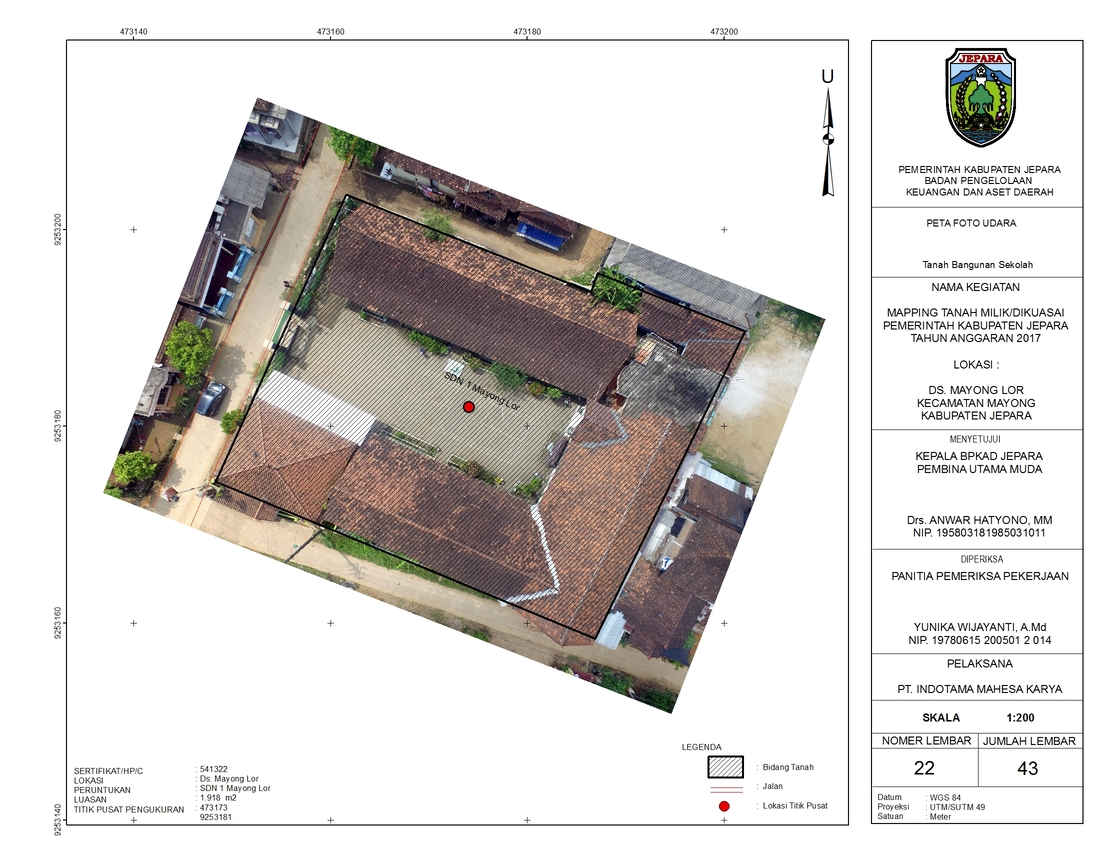 473140
473160
473180
473200
9253200
9253180
9253160
9253140
U
SDN 1 Mayong Lor
SERTIFIKAT/HP/C : 541322
LOKASI : Ds. Mayong Lor
PERUNTUKAN : SDN 1 Mayong Lor
LUASAN : 1.918 m2
TITIK PUSAT PENGUKURAN : 473173
9253181
LEGENDA
: Bidang Tanah
: Jalan
: Lokasi Titik Pusat
JEPARA
PEMERINTAH KABUPATEN JEPARA
BADAN PENGELOLAAN
KEUANGAN DAN ASET DAERAH
PETA FOTO UDARA
Tanah Bangunan Sekolah
NAMA KEGIATAN
MAPPING TANAH MILIK/DIKUASAI
PEMERINTAH KABUPATEN JEPARA
TAHUN ANGGARAN 2017
LOKASI :
DS. MAYONG LOR
KECAMATAN MAYONG
KABUPATEN JEPARA
MENYETUJUI
KEPALA BPKAD JEPARA
PEMBINA UTAMA MUDA
Drs. ANWAR HATYONO, MM
NIP. 195803181985031011
DIPERIKSA
PANITIA PEMERIKSA PEKERJAAN
YUNIKA WIJAYANTI, A.Md
NIP. 19780615 200501 2 014
PELAKSANA
PT. INDOTAMA MAHESA KARYA
SKALA 1:200
NOMER LEMBAR JUMLAH LEMBAR
22 43
Datum : WGS 84
Proyeksi : UTM/SUTM 49
Satuan : Meter